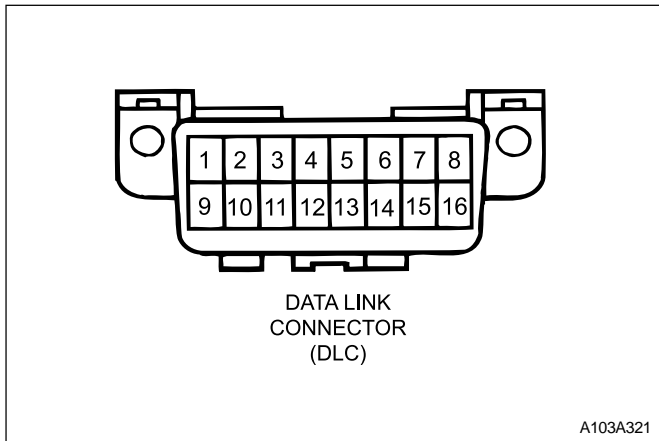 1 2 3 4 5 6 7 8
9 10 11 12 13 14 15 16
DATA LINK
CONNECTOR
(DLC)
A103A321